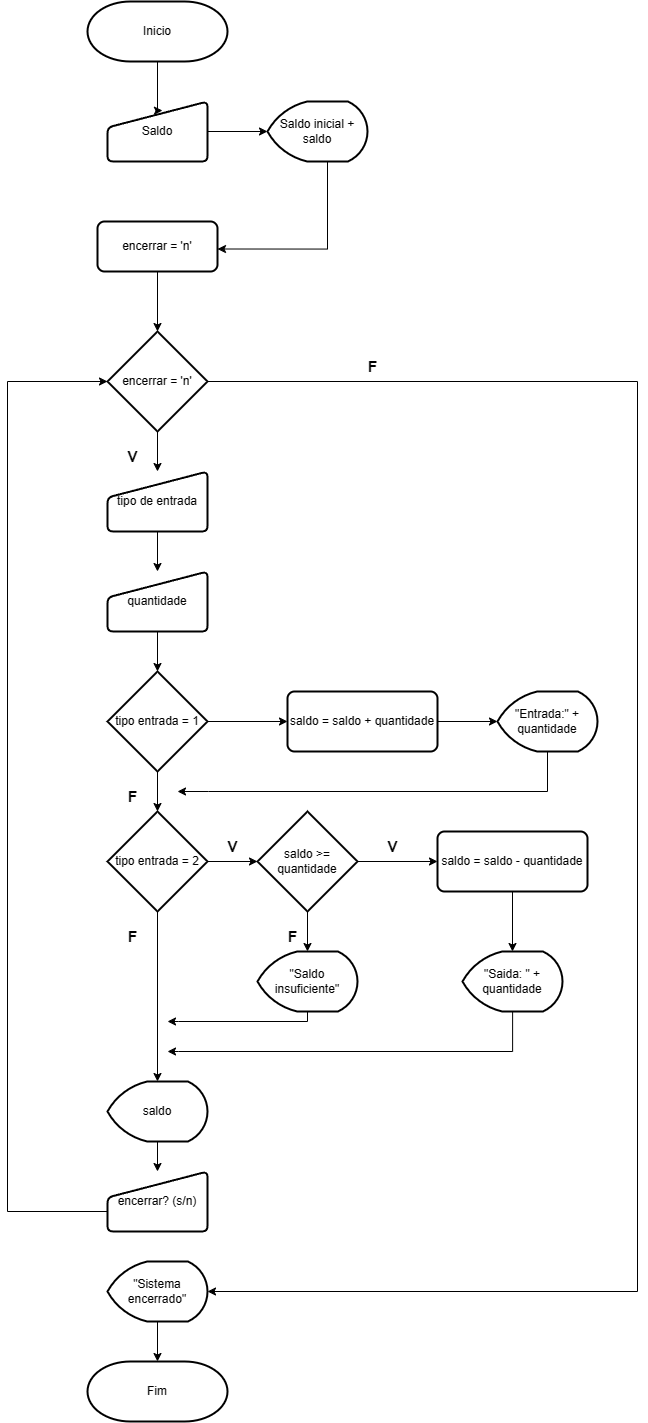 Inicio
Saldo
Saldo inicial +
saldo
encerrar = 'n'
encerrar = 'n'
F
V
tipo de entrada
quantidade
tipo entrada = 1
saldo = saldo + quantidade
"Entrada:" +
quantidade
F
tipo entrada = 2
V
saldo >=
quantidade
V
saldo = saldo - quantidade
F
F
"Saldo
insuficiente"
"Saida: " +
quantidade
saldo
encerrar? (s/n)
"Sistema
encerrado"
Fim